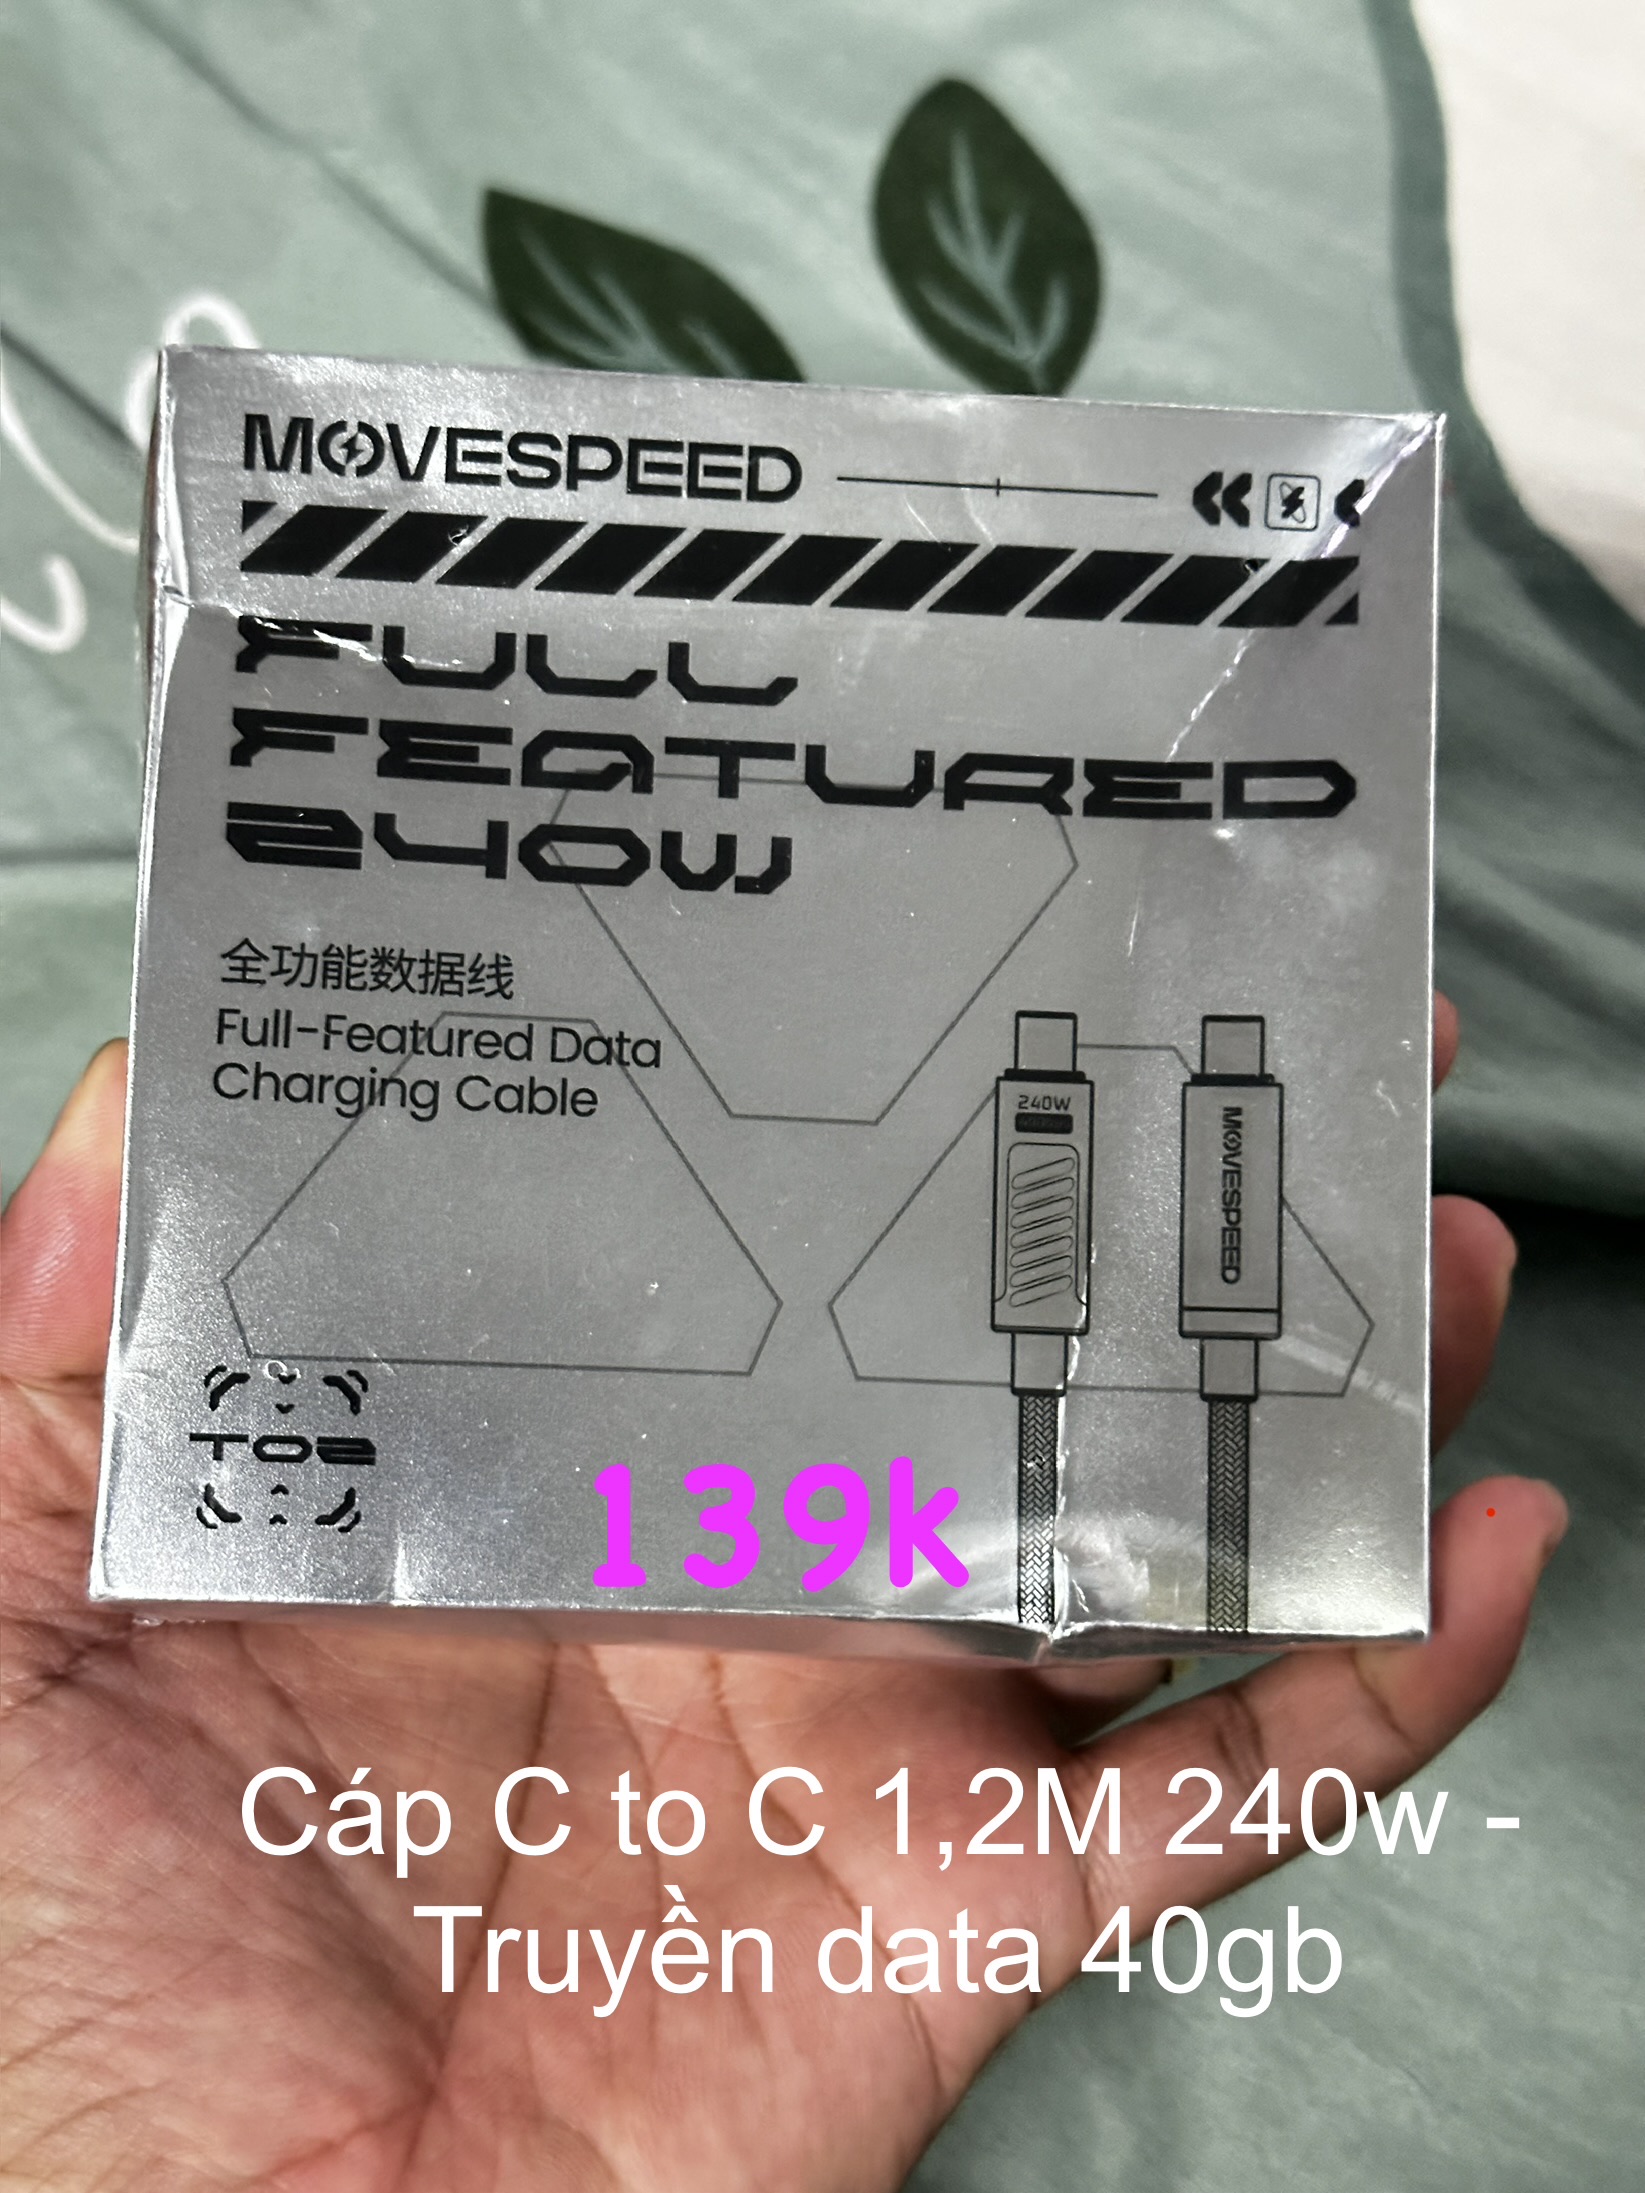 MOVESPEED
FULL
FEATURED
240W
全功能数据线
Full-Featured Data
Charging Cable
240W
MOVESPEED
T02
139k
Cáp C to C 1,2M 240w -
Truyền data 40gb